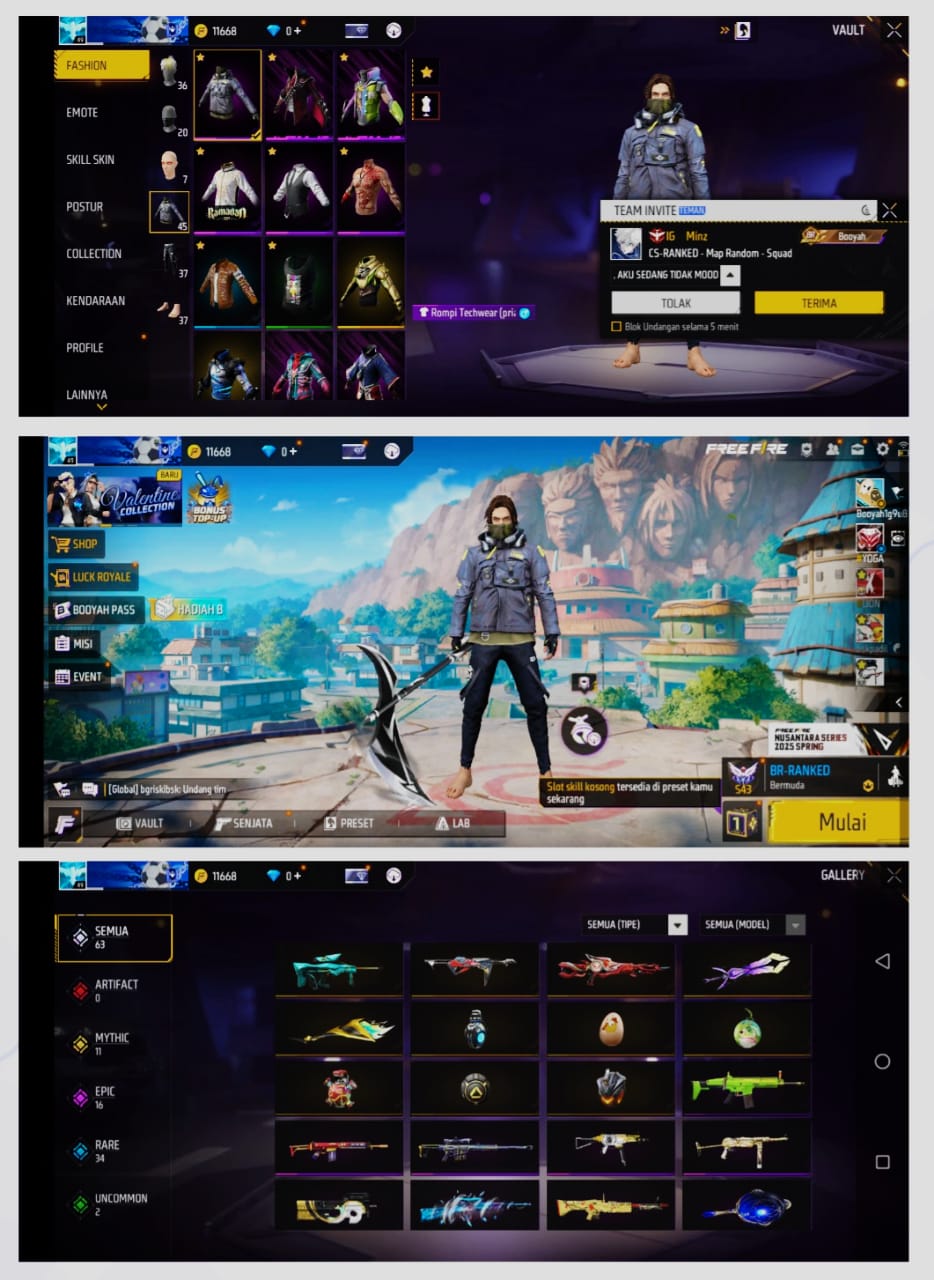 11668
0+
VAULT
FASHION
36
EMOTE
20
SKILL SKIN
7
POSTUR
45
COLLECTION
37
KENDARAAN
37
PROFILE
LAINNYA
Ramadan
TEAM INVITE TEMAN
IG Minz
Booyah
CS-RANKED - Map Random - Squad
. AKU SEDANG TIDAK MOOD
TOLAK
TERIMA
Blok Undangan selama 5 menit
Rompi Techwear (pri
11668
0+
FREE FIRE
BARU
Valentine
COLLECTION
BONUS
TOP-UP
SHOP
LUCK ROYALE
BOOYAH PASS
HADIAH B
MISI
EVENT
YOGA
FREE FIRE
NUSANTARA SERIES
2025 SPRING
BR-RANKED
Bermuda
S43
[Global] bgriskibsk: Undang tim
Slot skill kosong tersedia di preset kamu
sekarang
VAULT
SENJATA
PRESET
LAB
1
Mulai
11668
0+
GALLERY
SEMUA
63
SEMUA (TIPE)
SEMUA (MODEL)
ARTIFACT
0
MYTHIC
11
EPIC
16
RARE
34
UNCOMMON
2